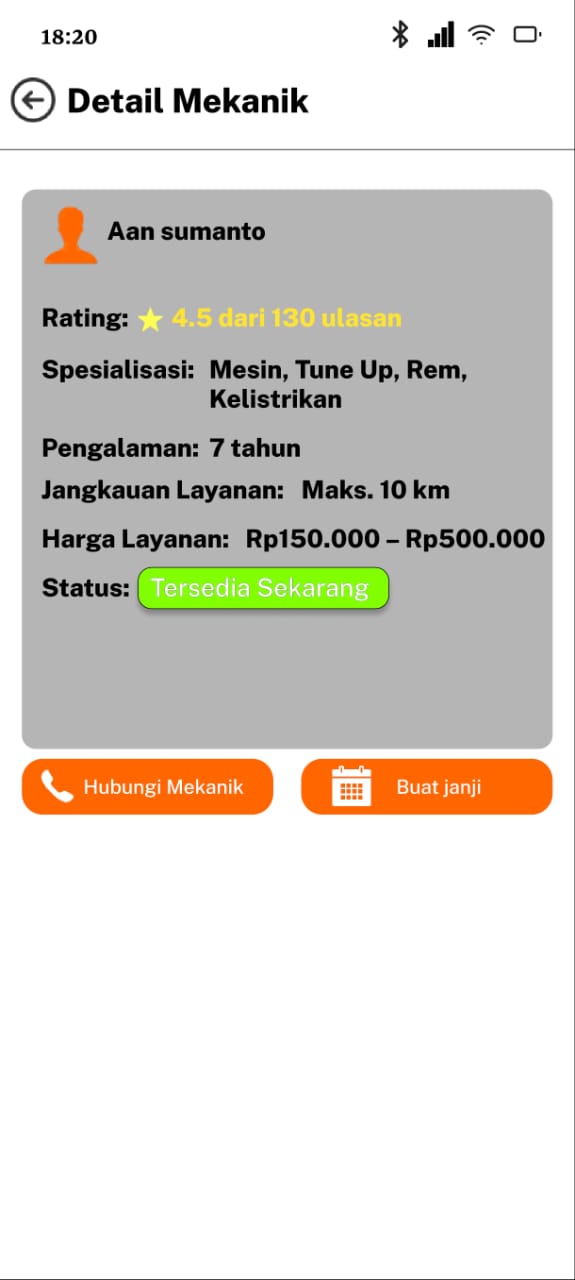 18:20
Detail Mekanik
Aan sumanto
Rating: ⭐ 4.5 dari 130 ulasan
Spesialisasi: Mesin, Tune Up, Rem,
Kelistrikan
Pengalaman: 7 tahun
Jangkauan Layanan: Maks. 10 km
Harga Layanan: Rp150.000 – Rp500.000
Status: Tersedia Sekarang
Hubungi Mekanik
Buat janji